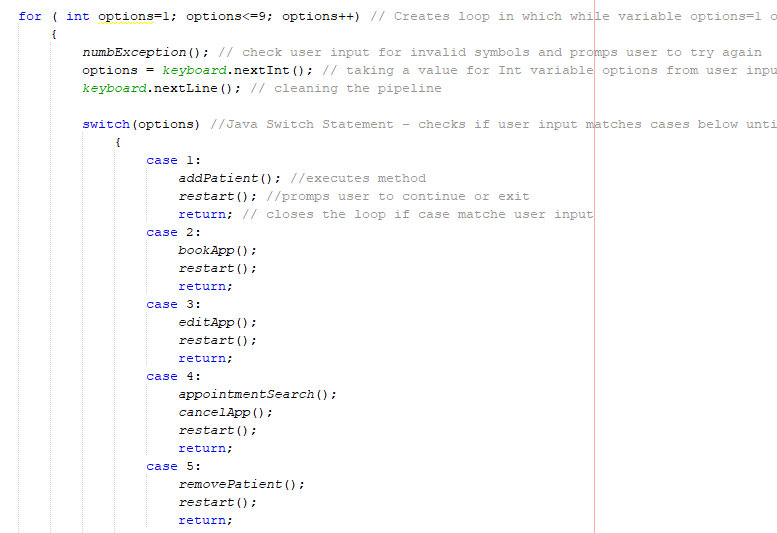 for ( int options=1; options<=9; options++) // Creates loop in which while variable options=1 o
{
numbException(); // check user input for invalid symbols and promps user to try again
options = keyboard.nextInt(); // taking a value for Int variable options from user inpu
keyboard.nextLine(); // cleaning the pipeline
switch(options) //Java Switch Statement - checks if user input matches cases below unti
{
case 1:
addPatient(); //executes method
restart(); //promps user to continue or exit
return; // closes the loop if case matche user input
case 2:
bookApp();
restart();
return;
case 3:
editApp();
restart();
return;
case 4:
appointmentSearch();
cancelApp();
restart();
return;
case 5:
removePatient();
restart();
return;